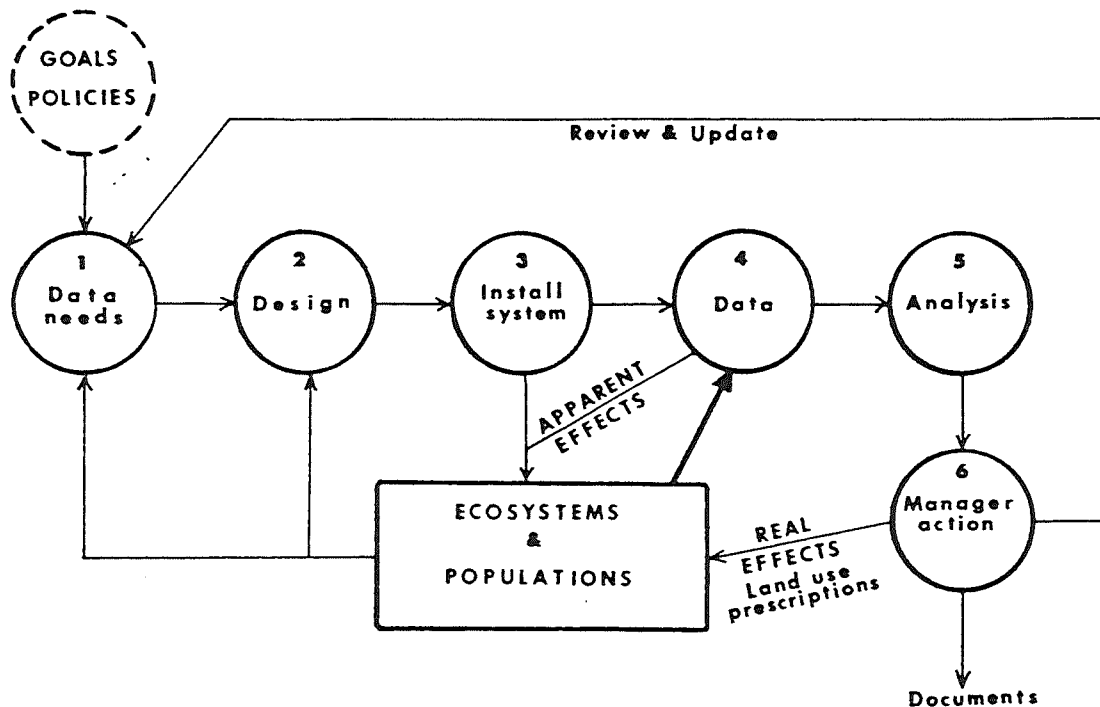 GOALS
POLICIES
Review & Update
1
Data
needs
2
Design
3
Install
system
4
Data
5
Analysis
APPARENT
EFFECTS
6
Manager
action
ECOSYSTEMS
&
POPULATIONS
REAL
EFFECTS
Land use
prescriptions
Documents